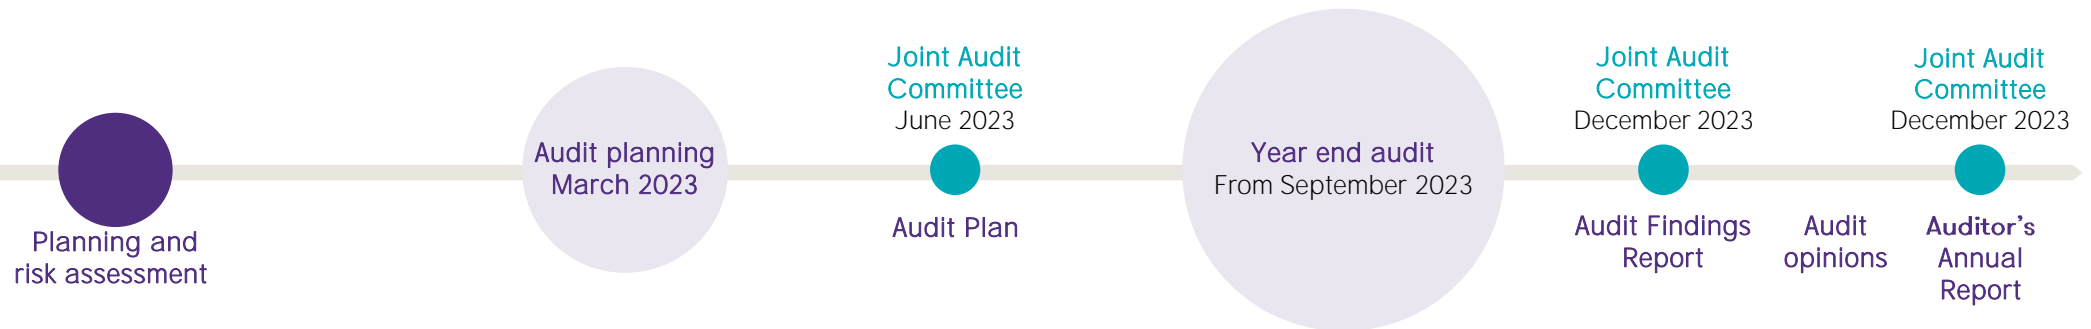 Planning and
risk assessment
Audit planning
March 2023
Joint Audit
Committee
June 2023
Audit Plan
Year end audit
From September 2023
Joint Audit
Committee
December 2023
Audit Findings
Report
Audit
opinions
Joint Audit
Committee
December 2023
Auditor’s
Annual
Report